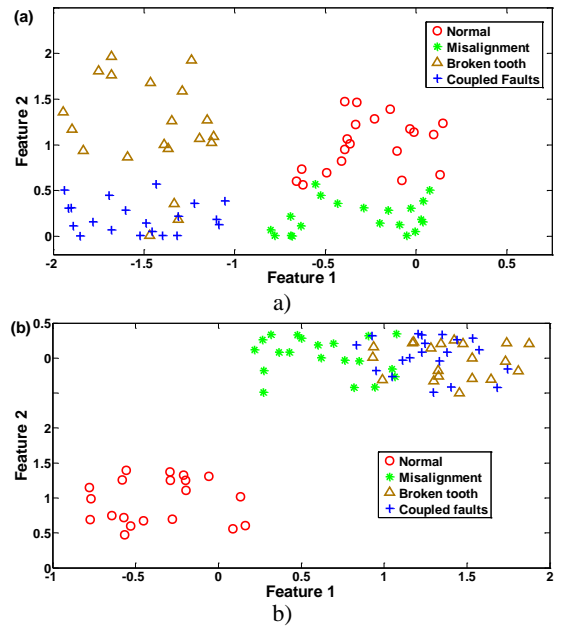 (a)
Normal
Misalignment
Broken tooth
Coupled Faults
Feature 2
2
1.5
1
0.5
0
-2 -1.5 -1 -0.5 0 0.5
Feature 1
a)
(b)
0.5
0
Feature 2
1.5
1
0.5
0
Normal
Misalignment
Broken tooth
Coupled faults
-1 -0.5 0 0.5 1 1.5 2
Feature 1
b)